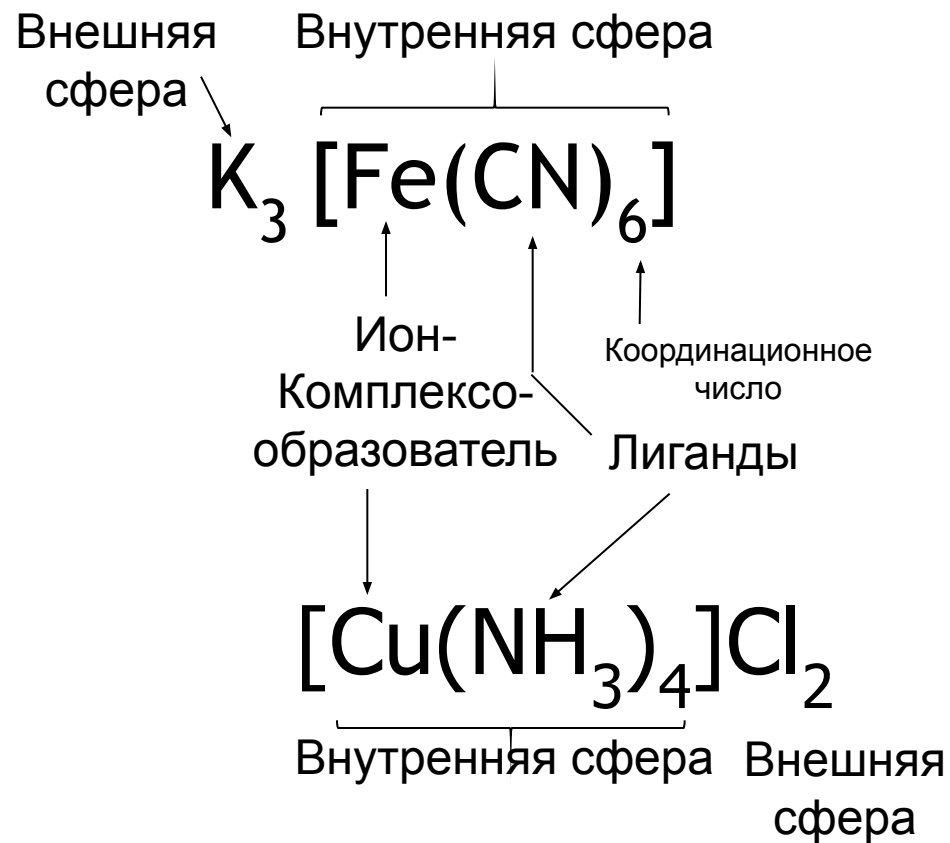 Внешняя сфера
Внутренняя сфера
K₃ [Fe(CN)₆]
Ион-
Комплексо-
образователь
Координационное
число
Лиганды
[Cu(NH₃)₄]Cl₂
Внутренняя сфера
Внешняя
сфера